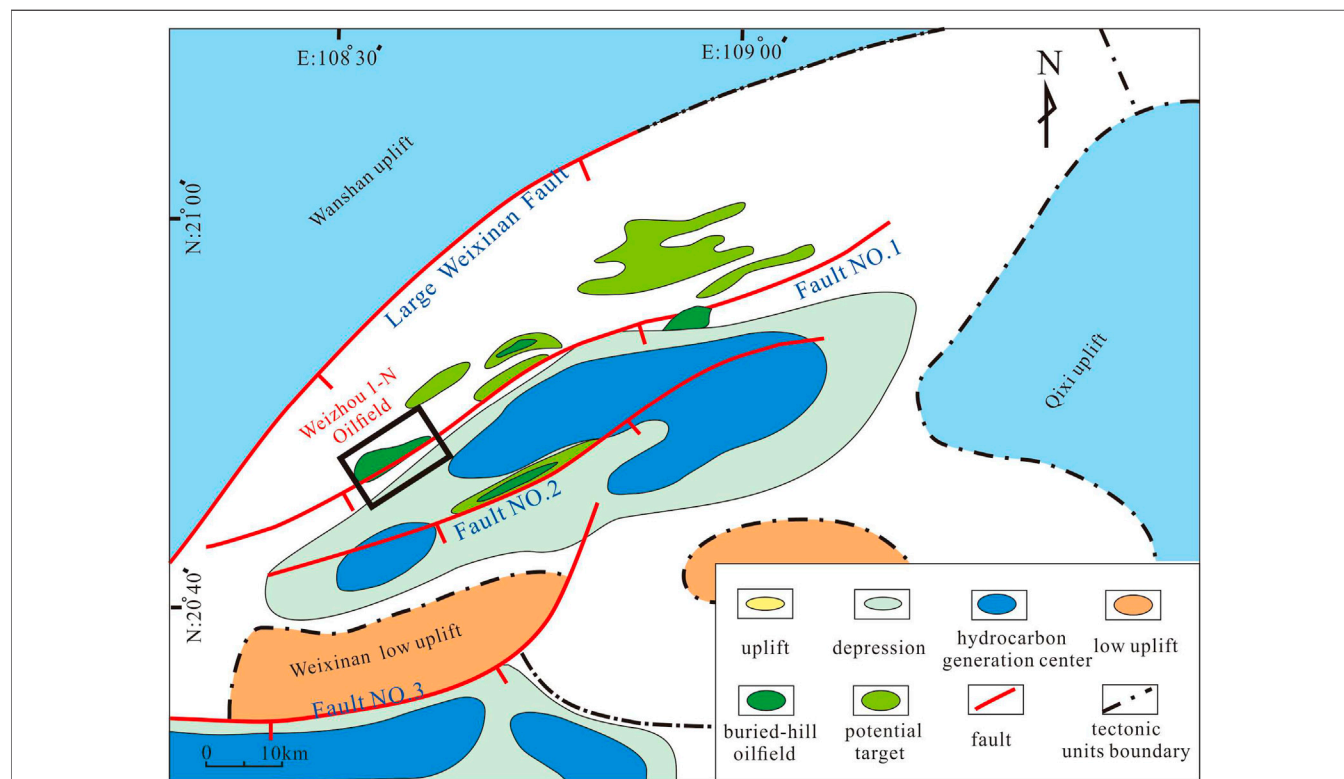 E:108°30′
E:109°00′
N
Wanshan uplift
N:21°00′
Large Weixinan Fault
Fault NO.1
Qixi uplift
Weizhou 1-N
Oilfield
Fault NO.2
N:20°40′
Weixinan low uplift
Fault NO.3
0 10km
uplift
depression
hydrocarbon
generation center
low uplift
buried-hill
oilfield
potential
target
fault
tectonic
units boundary